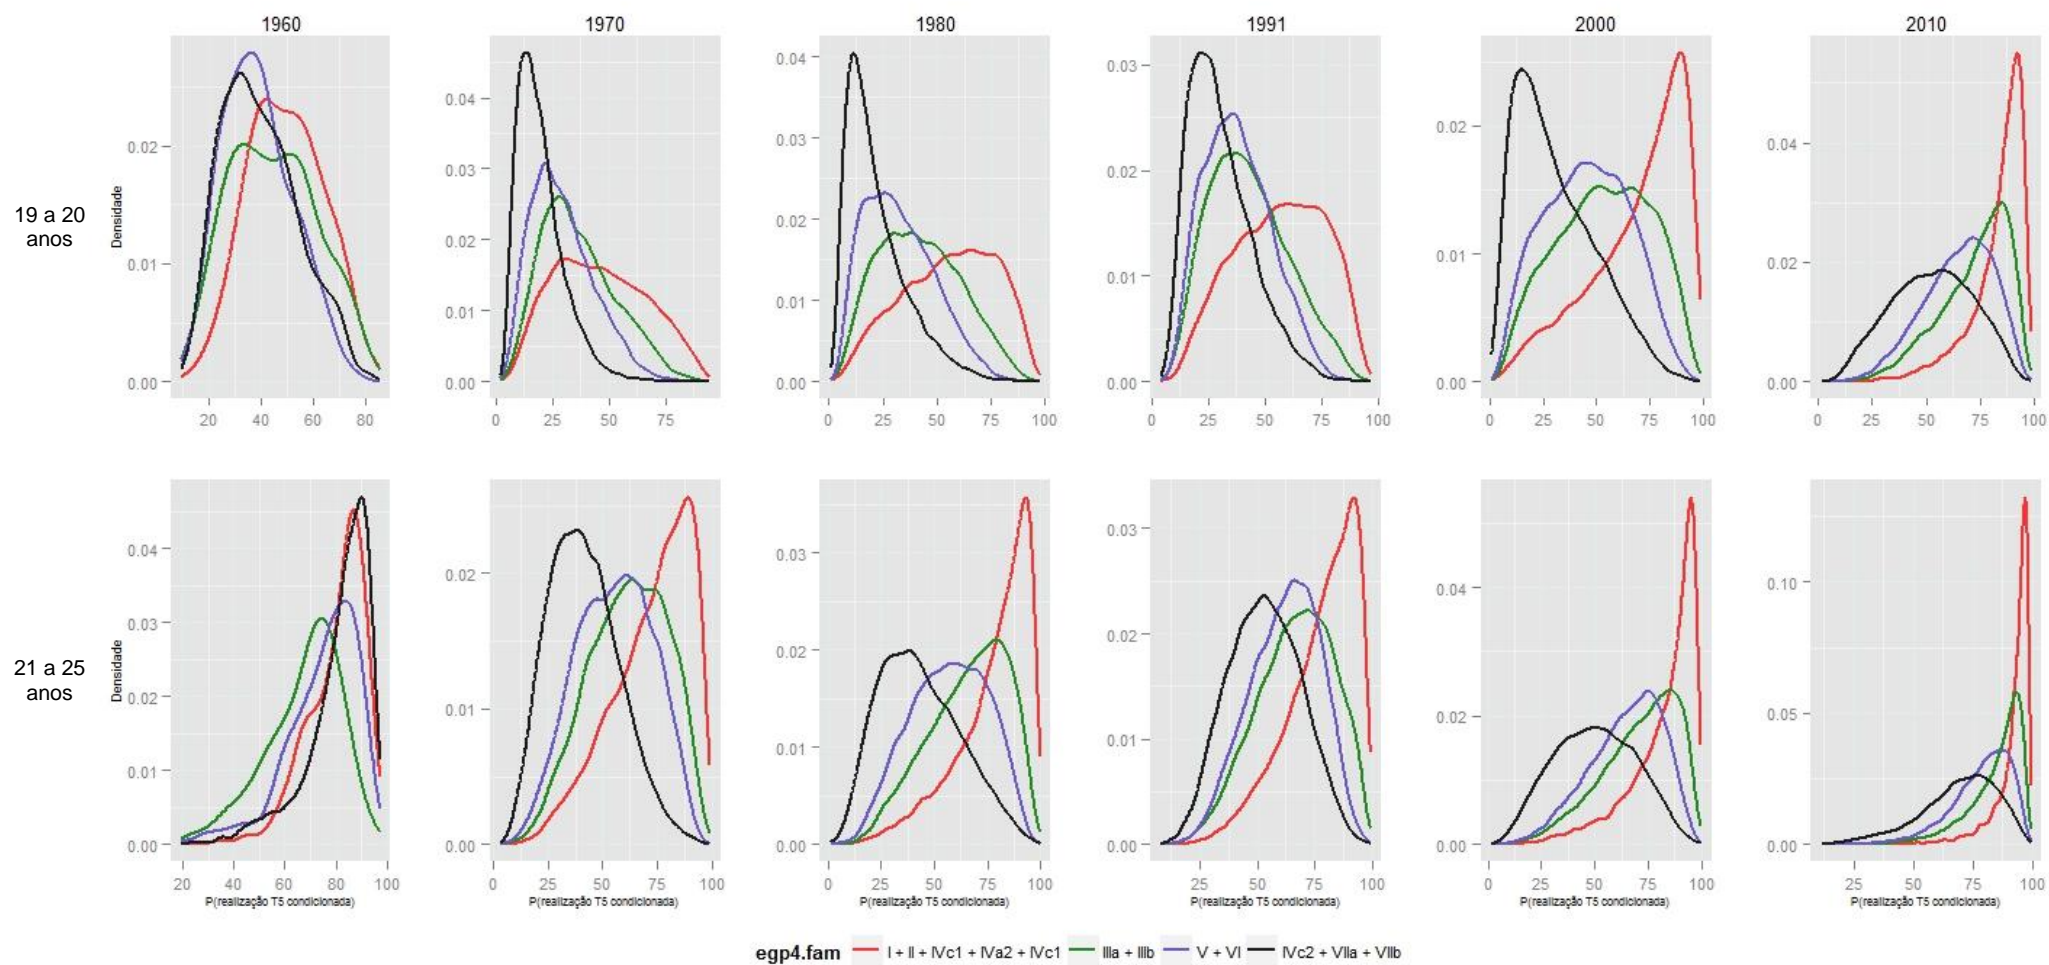 1960 1970 1980 1991 2000 2010
19 a 20
anos
Densidade
0.00 0.01 0.02
20 40 60 80
0.00 0.01 0.02 0.03 0.04
0 25 50 75
0.00 0.01 0.02 0.03 0.04
0 25 50 75 100
0.00 0.01 0.02 0.03
0 25 50 75 100
0.00 0.01 0.02
0 25 50 75 100
0.00 0.02 0.04
0 25 50 75 100
21 a 25
anos
Densidade
0.00 0.01 0.02 0.03 0.04
20 40 60 80 100
P(realização T5 condicionada)
0.00 0.01 0.02
0 25 50 75 100
P(realização T5 condicionada)
0.00 0.01 0.02 0.03
0 25 50 75 100
P(realização T5 condicionada)
0.00 0.01 0.02 0.03
25 50 75 100
P(realização T5 condicionada)
0.00 0.02 0.04
0 25 50 75 100
P(realização T5 condicionada)
0.00 0.05 0.10
25 50 75 100
P(realização T5 condicionada)
egp4.fam I + II + IVc1 + IVa2 + IVc1 IIIa + IIIb V + VI IVc2 + VIIa + VIIb